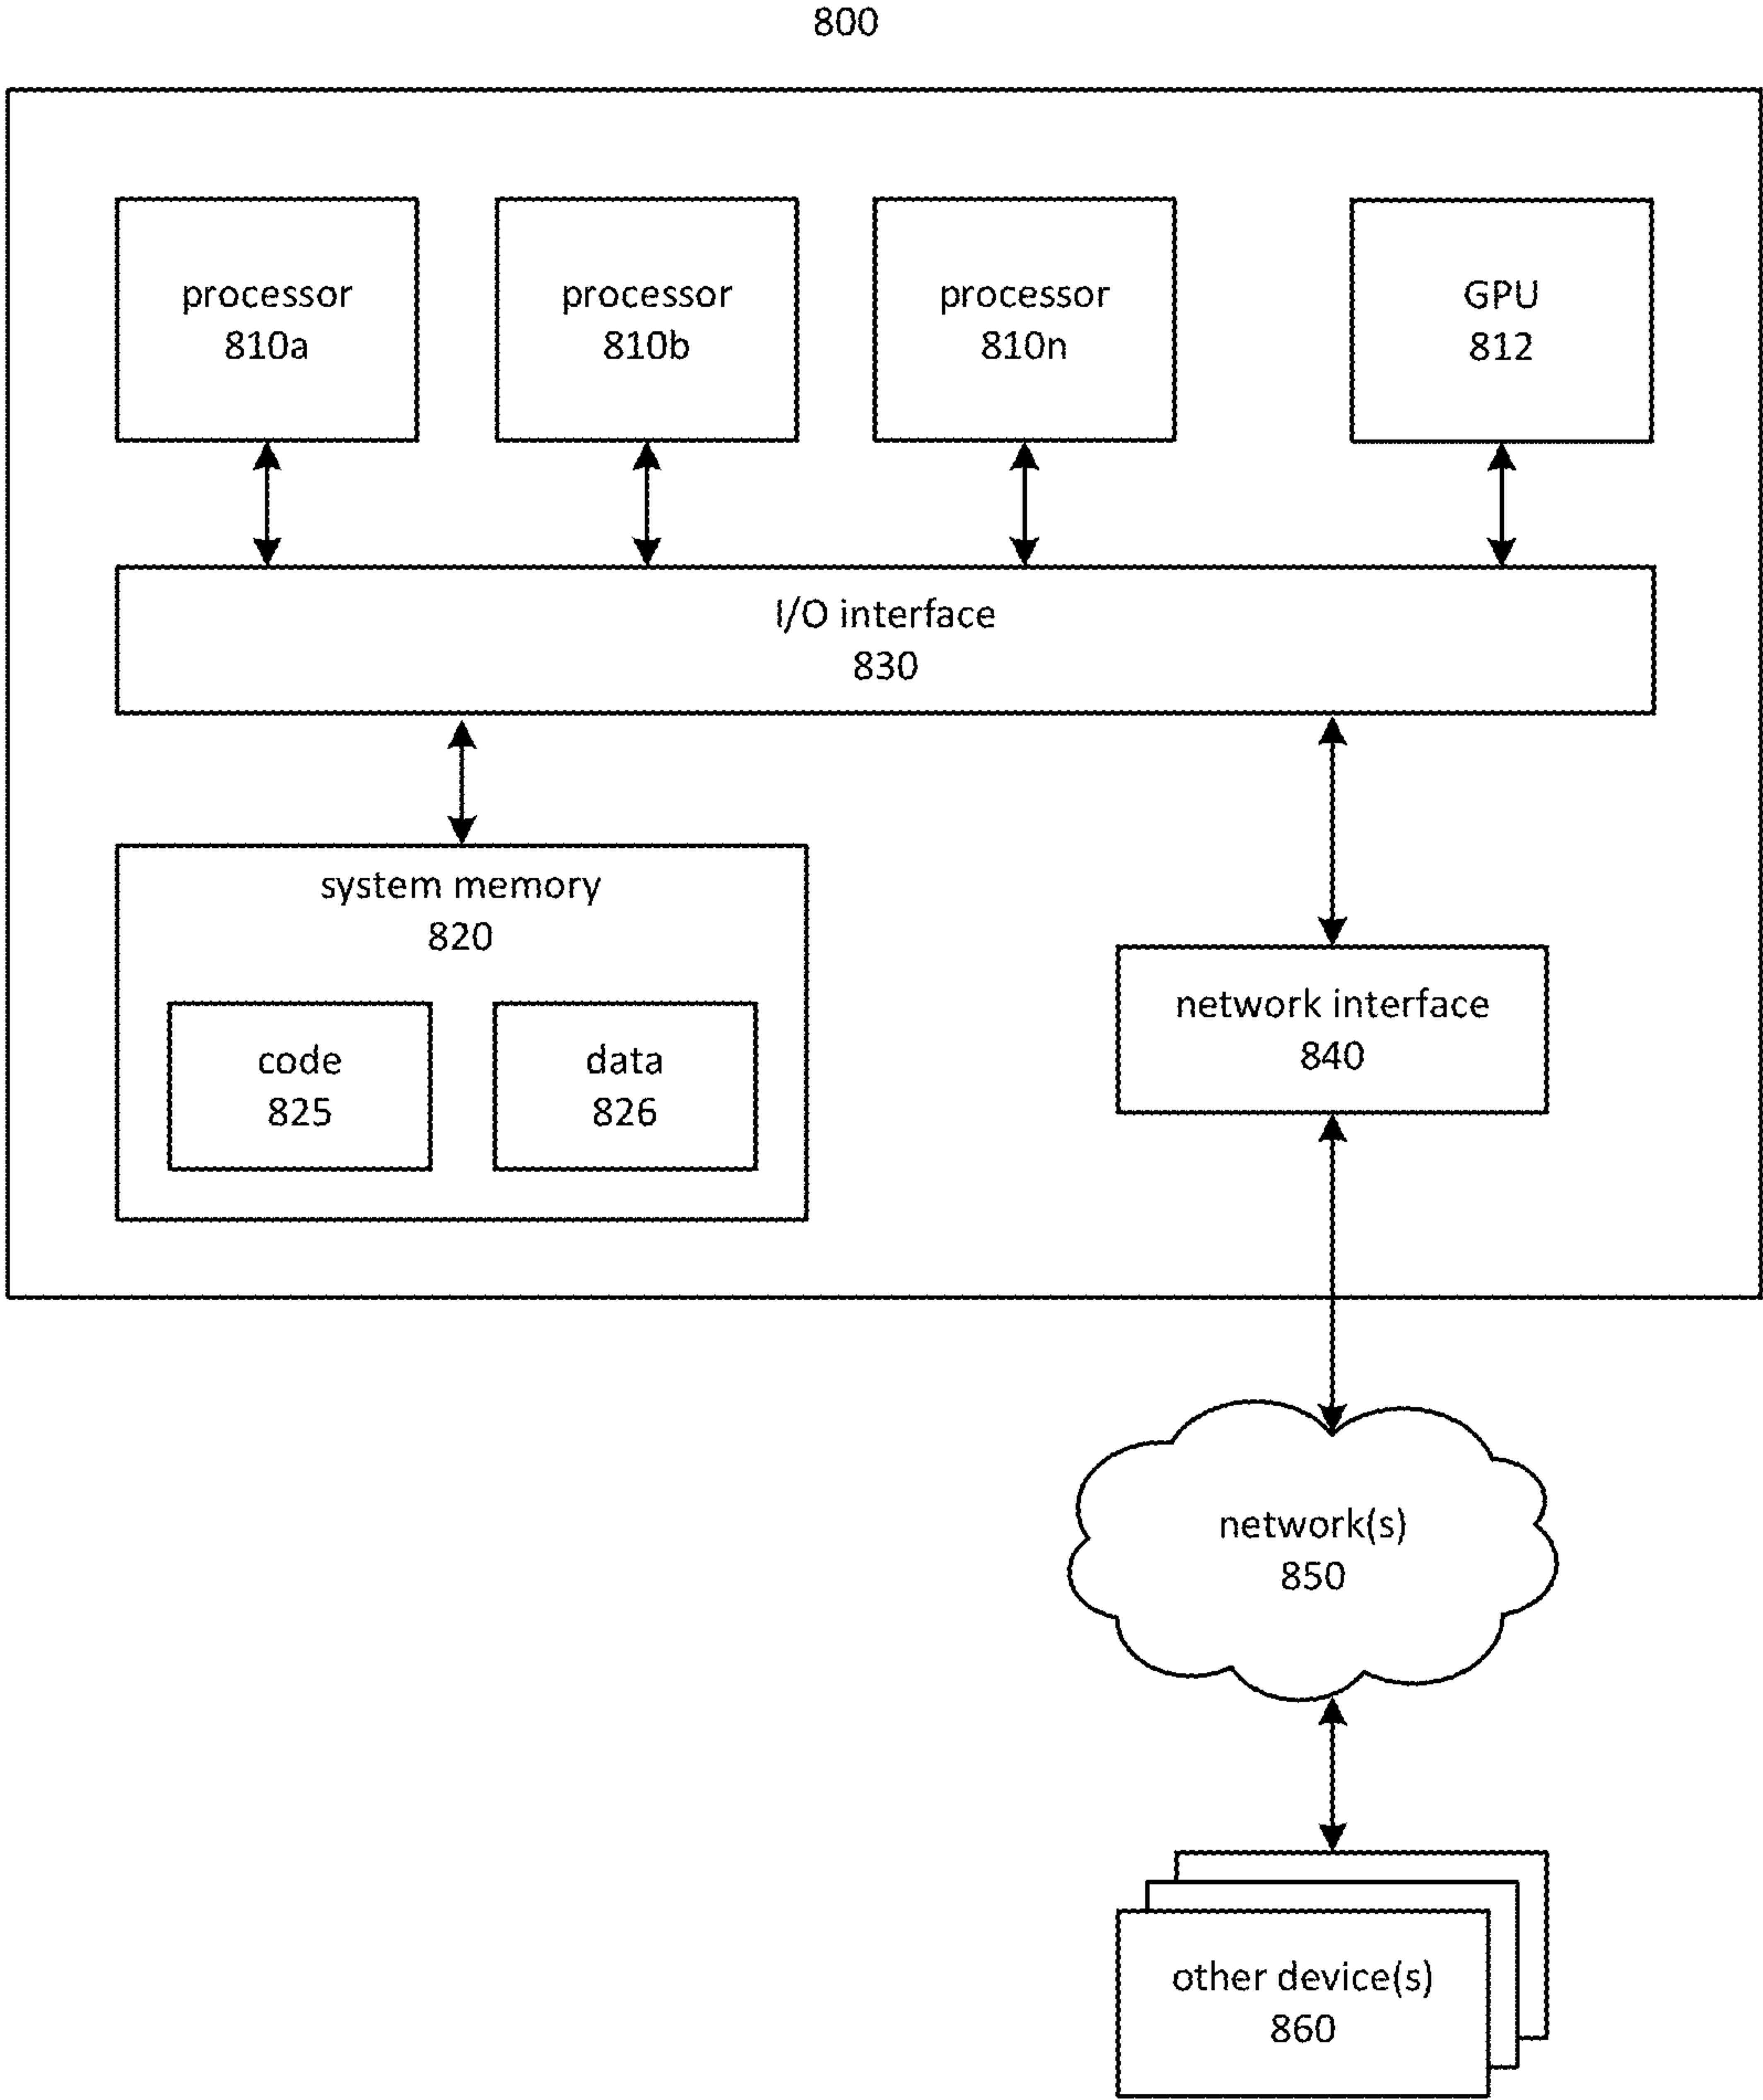 800
processor
810a
processor
810b
processor
810n
GPU
812
I/O interface
830
system memory
820
code
825
data
826
network interface
840
network(s)
850
other device(s)
860